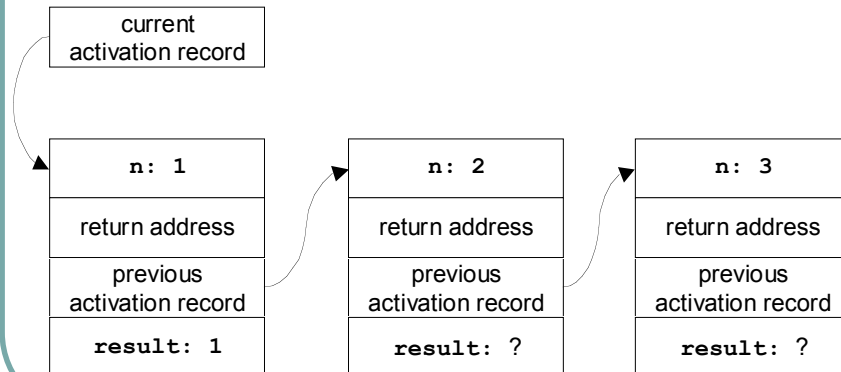 current
activation record
n: 1
n: 2
n: 3
return address
return address
return address
previous
activation record
previous
activation record
previous
activation record
result: 1
result: ?
result: ?